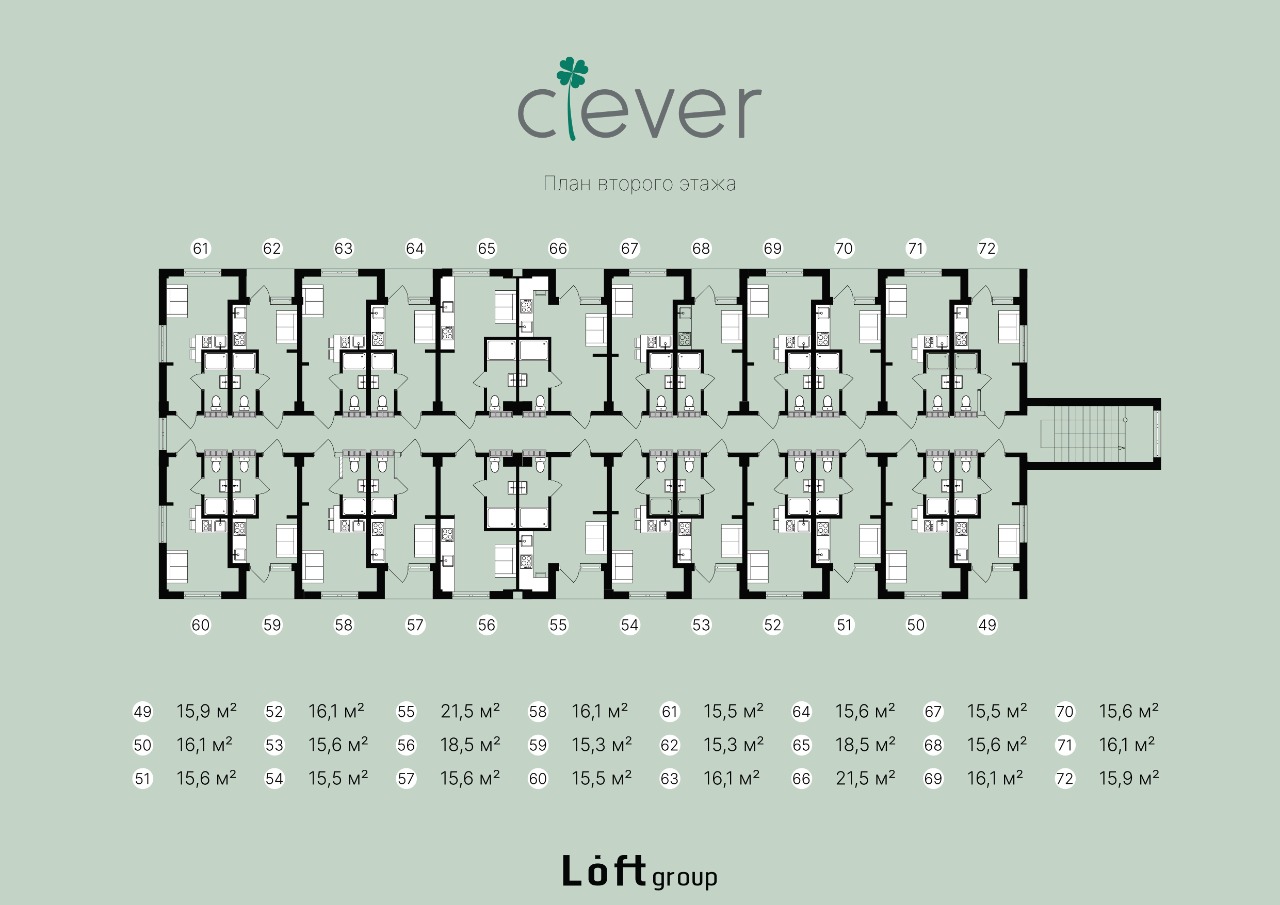 clever
План второго этажа
61 62 63 64 65 66 67 68 69 70 71 72
60 59 58 57 56 55 54 53 52 51 50 49
49 15,9 м² 52 16,1 м² 55 21,5 м² 58 16,1 м² 61 15,5 м² 64 15,6 м² 67 15,5 м² 70 15,6 м²
50 16,1 м² 53 15,6 м² 56 18,5 м² 59 15,3 м² 62 15,3 м² 65 18,5 м² 68 15,6 м² 71 16,1 м²
51 15,6 м² 54 15,5 м² 57 15,6 м² 60 15,5 м² 63 16,1 м² 66 21,5 м² 69 16,1 м² 72 15,9 м²
Loft group